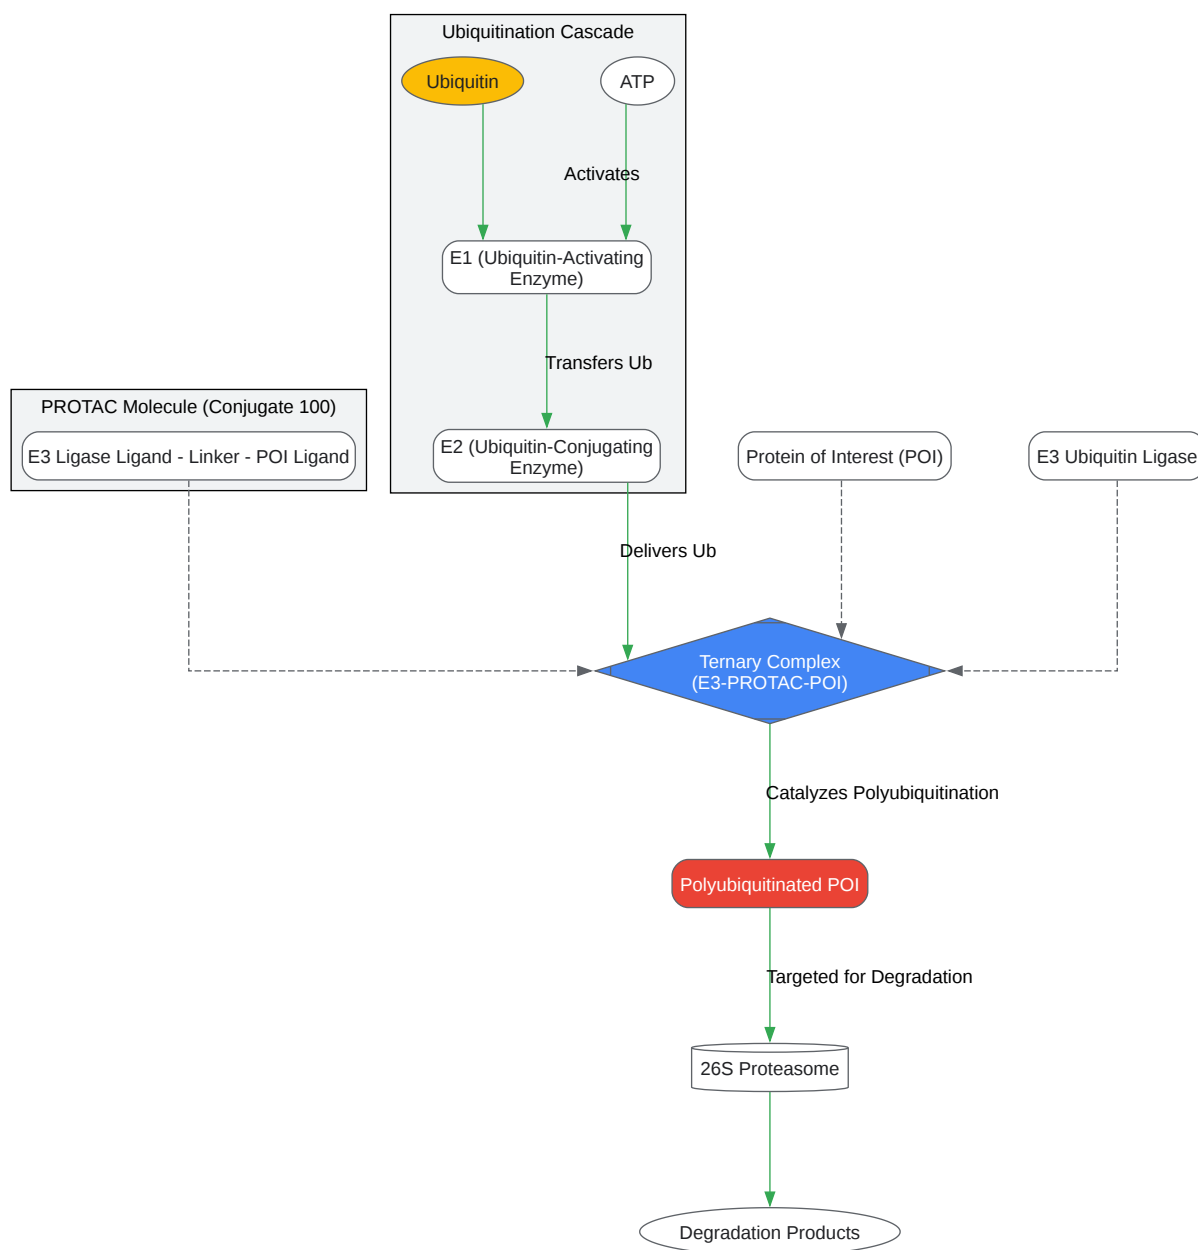 Ubiquitination Cascade
Ubiquitin
ATP
Activates
E1 (Ubiquitin-Activating
Enzyme)
Transfers Ub
PROTAC Molecule (Conjugate 100)
E3 Ligase Ligand - Linker - POI Ligand
E2 (Ubiquitin-Conjugating
Enzyme)
Protein of Interest (POI)
E3 Ubiquitin Ligase
Delivers Ub
Ternary Complex
(E3-PROTAC-POI)
Catalyzes Polyubiquitination
Polyubiquitinated POI
Targeted for Degradation
26S Proteasome
Degradation Products